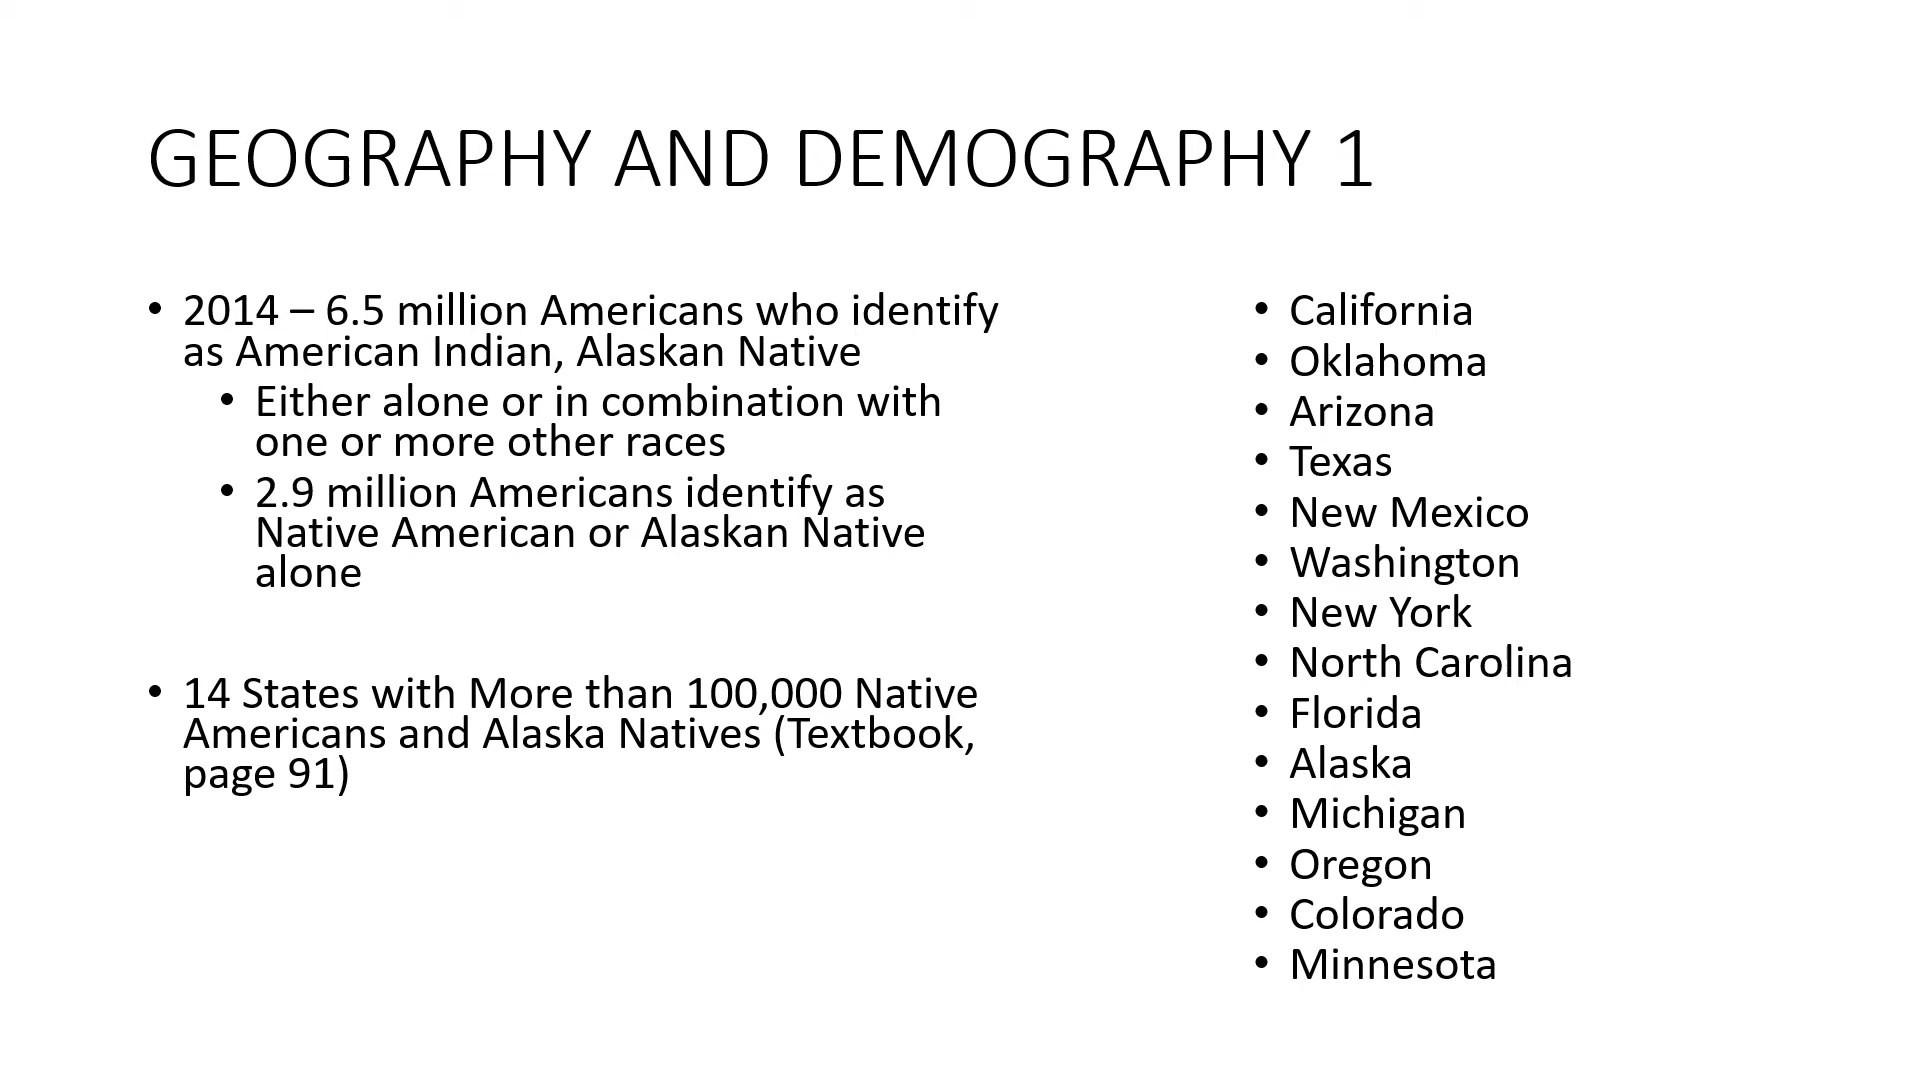 GEOGRAPHY AND DEMOGRAPHY 1
• 2014 – 6.5 million Americans who identify
as American Indian, Alaskan Native
• Either alone or in combination with
one or more other races
• 2.9 million Americans identify as
Native American or Alaskan Native
alone
• 14 States with More than 100,000 Native
Americans and Alaska Natives (Textbook,
page 91)
• California
• Oklahoma
• Arizona
• Texas
• New Mexico
• Washington
• New York
• North Carolina
• Florida
• Alaska
• Michigan
• Oregon
• Colorado
• Minnesota